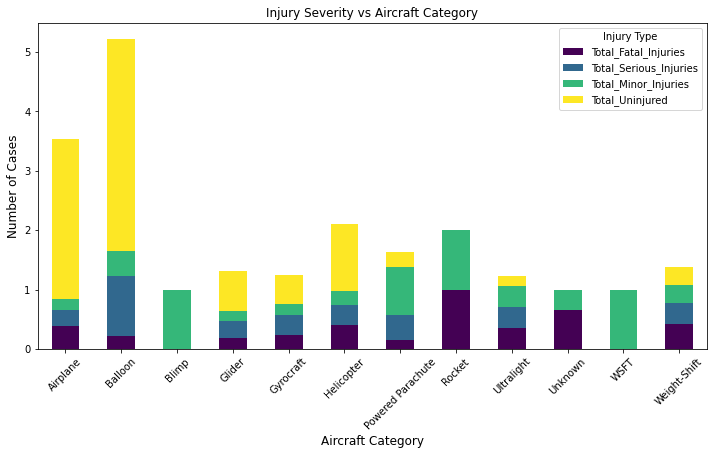 Injury Severity vs Aircraft Category
Injury Type
Total_Fatal_Injuries
Total_Serious_Injuries
Total_Minor_Injuries
Total_Uninjured
Number of Cases
5
4
3
2
1
0
Airplane
Balloon
Blimp
Glider
Gyrocraft
Helicopter
Powered Parachute
Rocket
Ultralight
Unknown
WSFT
Weight-Shift
Aircraft Category